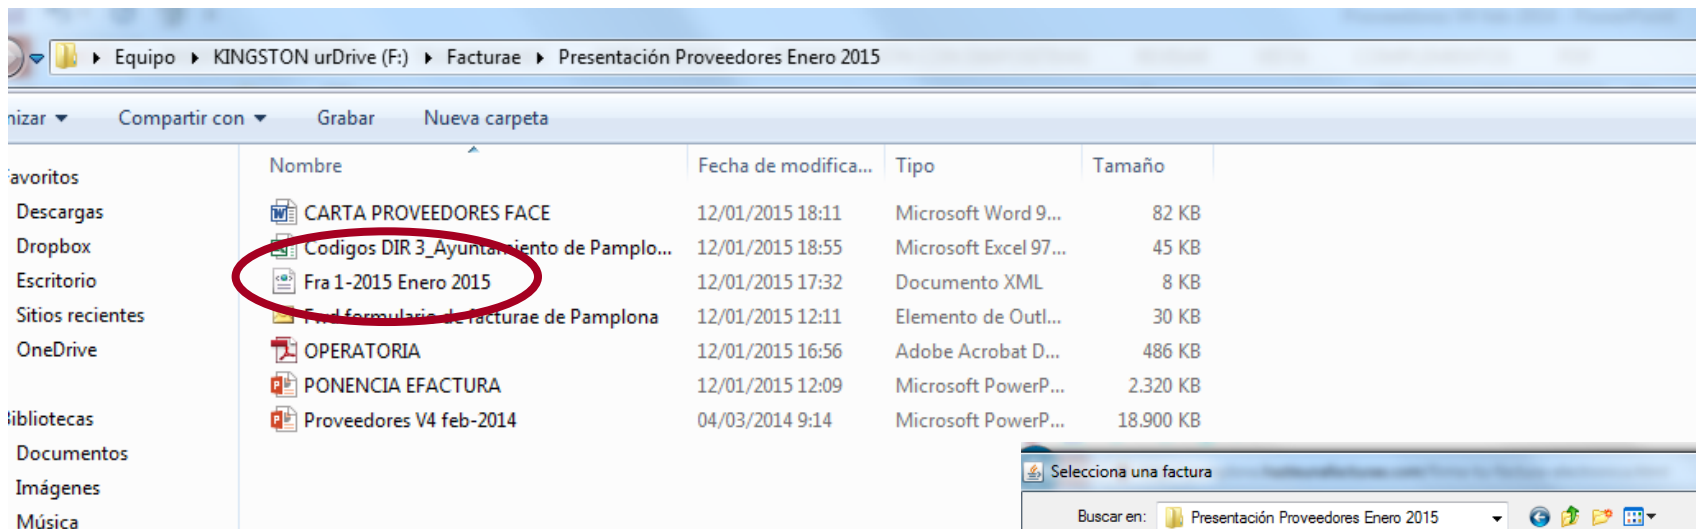 Equipo KINGSTON urDrive (F:) Facturae Presentación Proveedores Enero 2015
nizar Compartir con Grabar Nueva carpeta
Nombre Fecha de modifica... Tipo Tamaño
avoritos
Descargas CARTA PROVEEDORES FACE 12/01/2015 18:11 Microsoft Word 9... 82 KB
Dropbox Codigos DIR 3_Ayuntamiento de Pamplo... 12/01/2015 18:55 Microsoft Excel 97... 45 KB
Escritorio Fra 1-2015 Enero 2015 12/01/2015 17:32 Documento XML 8 KB
Sitios recientes Fwd formulario de facturae de Pamplona 12/01/2015 12:11 Elemento de Outl... 30 KB
OneDrive OPERATORIA 12/01/2015 16:56 Adobe Acrobat D... 486 KB
PONENCIA EFACTURA 12/01/2015 12:09 Microsoft PowerP... 2.320 KB
ibliotecas Proveedores V4 feb-2014 04/03/2014 9:14 Microsoft PowerP... 18.900 KB
Documentos
Selecciona una factura
Imágenes
Música
Buscar en: Presentación Proveedores Enero 2015